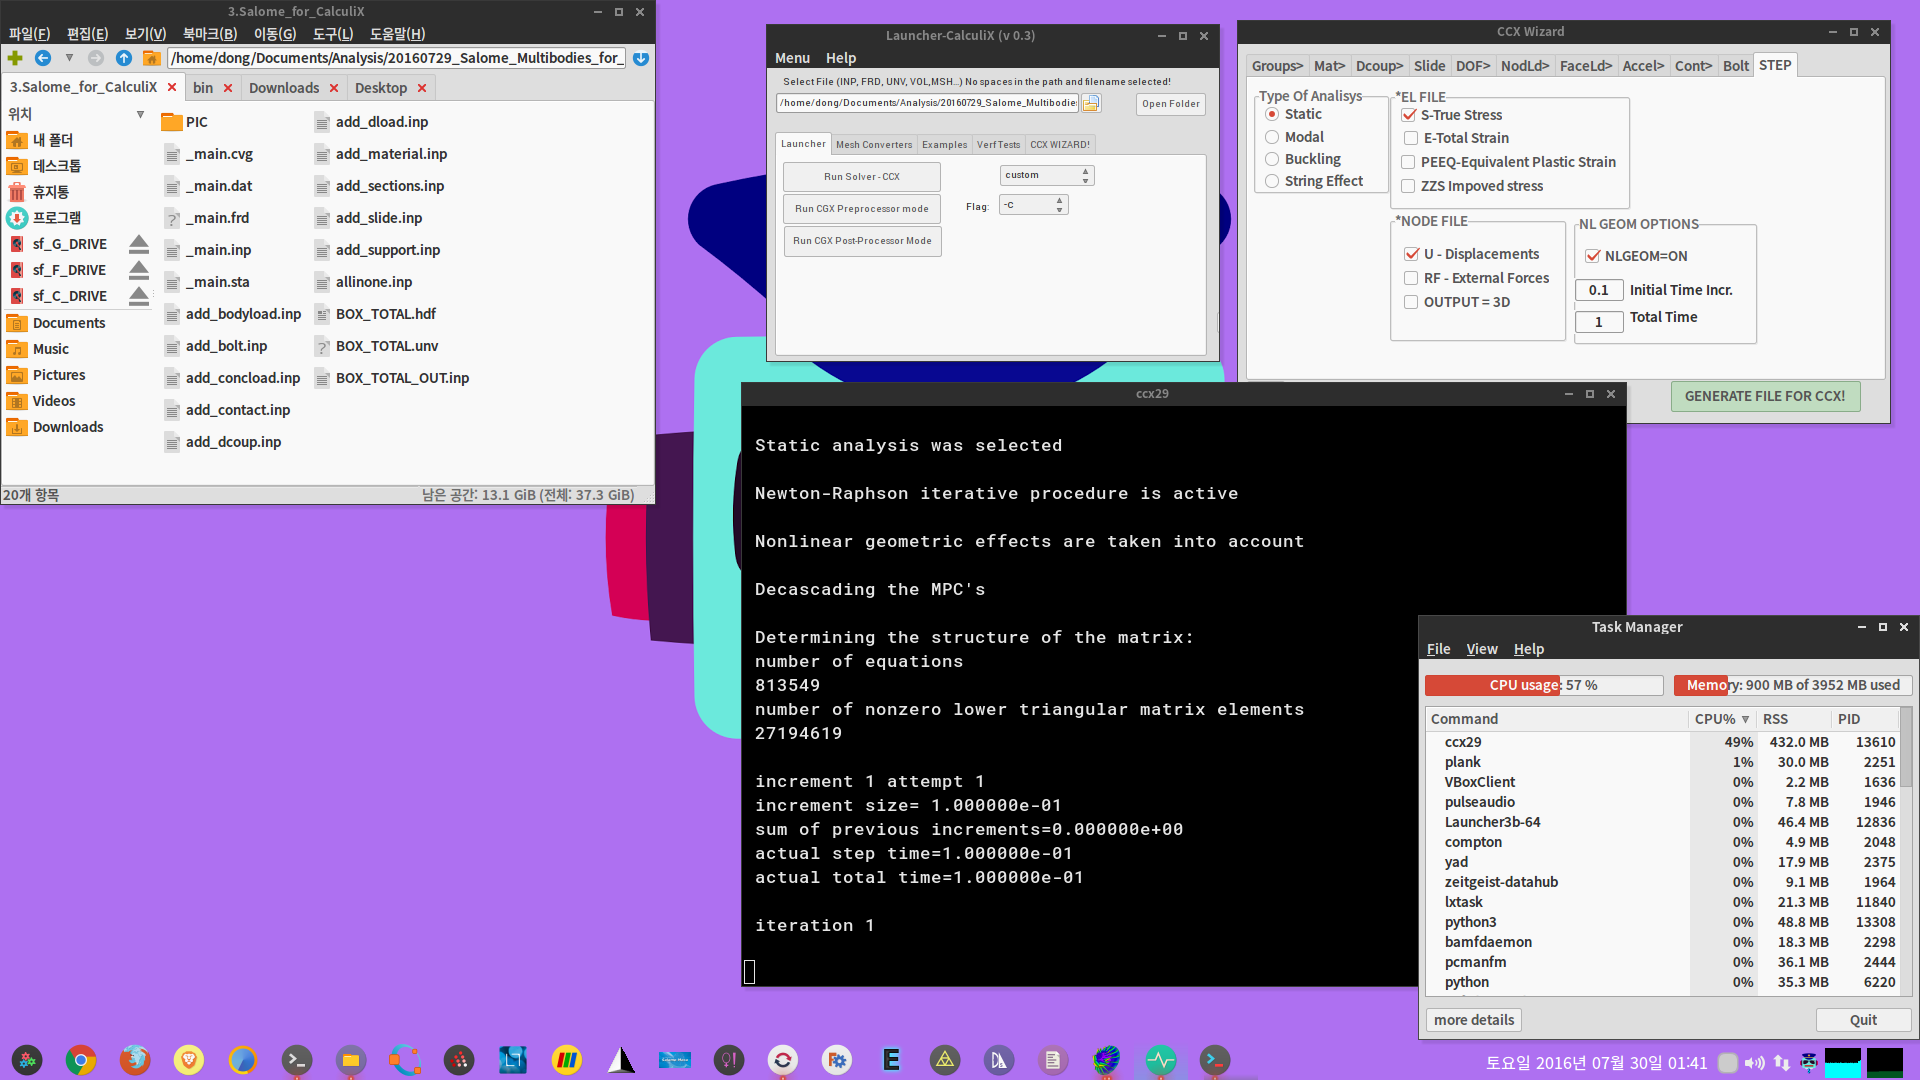 3.Salome_for_CalculiX
파일(F) 편집(E) 보기(V) 북마크(B) 이동(G) 도구(L) 도움말(H)
/home/dong/Documents/Analysis/20160729_Salome_Multibodies_for_
3.Salome_for_CalculiX bin Downloads Desktop
위치
내 폴더
데스크톱
휴지통
프로그램
sf_G_DRIVE
sf_F_DRIVE
sf_C_DRIVE
Documents
Music
Pictures
Videos
Downloads
PIC
_main.cvg
_main.dat
_main.frd
_main.inp
_main.sta
add_bodyload.inp
add_bolt.inp
add_concload.inp
add_contact.inp
add_dcoup.inp
add_dload.inp
add_material.inp
add_sections.inp
add_slide.inp
add_support.inp
allinone.inp
BOX_TOTAL.hdf
BOX_TOTAL.unv
BOX_TOTAL_OUT.inp
20개 항목
남은 공간: 13.1 GiB (전체: 37.3 GiB)
Launcher-CalculiX (v 0.3)
Menu Help
Select File (INP, FRD, UNV, VOL,MSH...) No spaces in the path and filename selected!
/home/dong/Documents/Analysis/20160729_Salome_Multibodie
Open Folder
Launcher Mesh Converters Examples Verf Tests CCX WIZARD!
Run Solver - CCX
custom
Run CGX Preprocessor mode
Flag: -c
Run CGX Post-Processor Mode
CCX Wizard
Groups> Mat> Dcoup> Slide DOF> NodLd> FaceLd> Accel> Cont> Bolt STEP
Type Of Analisys
Static
Modal
Buckling
String Effect
*EL FILE
S-True Stress
E-Total Strain
PEEQ-Equivalent Plastic Strain
ZZS Impoved stress
*NODE FILE
U - Displacements
RF - External Forces
OUTPUT = 3D
NL GEOM OPTIONS
NLGEOM=ON
0.1 Initial Time Incr.
1 Total Time
GENERATE FILE FOR CCX!
ccx29
Static analysis was selected
Newton-Raphson iterative procedure is active
Nonlinear geometric effects are taken into account
Decascading the MPC's
Determining the structure of the matrix:
number of equations
813549
number of nonzero lower triangular matrix elements
27194619
increment 1 attempt 1
increment size= 1.000000e-01
sum of previous increments=0.000000e+00
actual step time=1.000000e-01
actual total time=1.000000e-01
iteration 1
Task Manager
File View Help
CPU usage: 57 % Memory: 900 MB of 3952 MB used
Command CPU% RSS PID
ccx29 49% 432.0 MB 13610
plank 1% 30.0 MB 2251
VBoxClient 0% 2.2 MB 1636
pulseaudio 0% 7.8 MB 1946
Launcher3b-64 0% 46.4 MB 12836
compton 0% 4.9 MB 2048
yad 0% 17.9 MB 2375
zeitgeist-datahub 0% 9.1 MB 1964
lxtask 0% 21.3 MB 11840
python3 0% 48.8 MB 13308
bamfdaemon 0% 18.3 MB 2298
pcmanfm 0% 36.1 MB 2444
python 0% 35.3 MB 6220
more details Quit
토요일 2016년 07월 30일 01:41